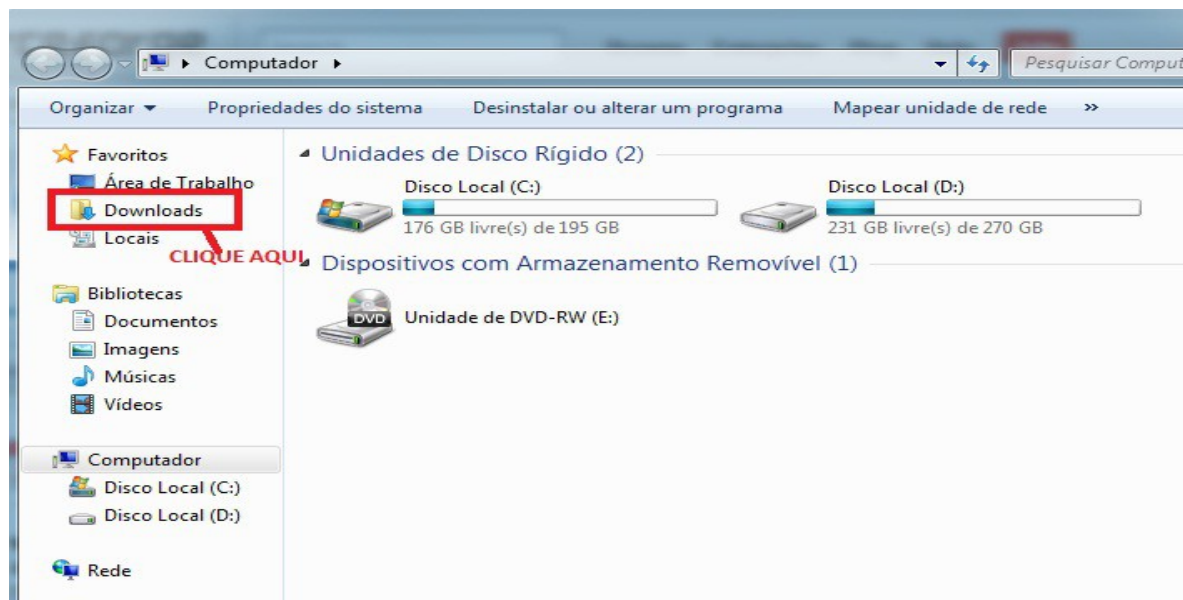 Computador
Pesquisar Comput
Organizar Propriedades do sistema Desinstalar ou alterar um programa Mapear unidade de rede »
Favoritos
Área de Trabalho
Downloads
Locais
CLIQUE AQUI
Bibliotecas
Documentos
Imagens
Músicas
Vídeos
Computador
Disco Local (C:)
Disco Local (D:)
Rede
Unidades de Disco Rígido (2)
Disco Local (C:)
176 GB livre(s) de 195 GB
Disco Local (D:)
231 GB livre(s) de 270 GB
Dispositivos com Armazenamento Removível (1)
DVD
Unidade de DVD-RW (E:)